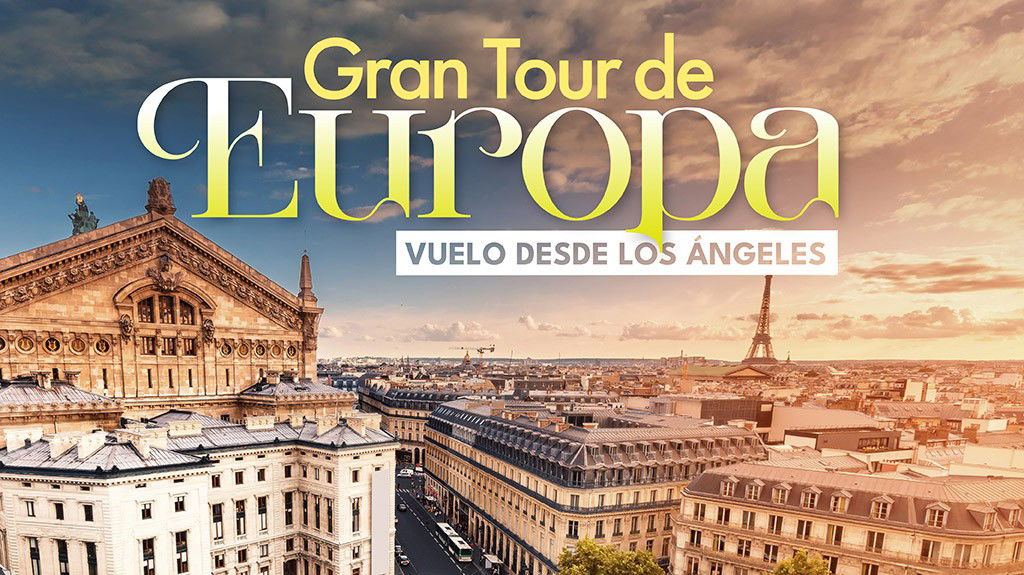 Gran Tour de
Europa
VUELO DESDE LOS ÁNGELES